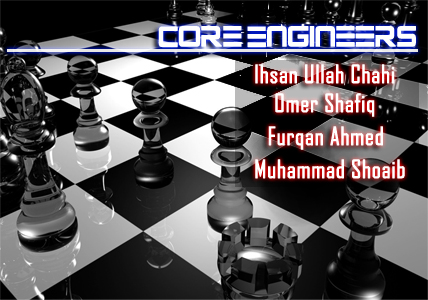 CORE ENGINEERS
Ihsan Ullah Chahi
Omer Shafiq
Furqan Ahmed
Muhammad Shoaib